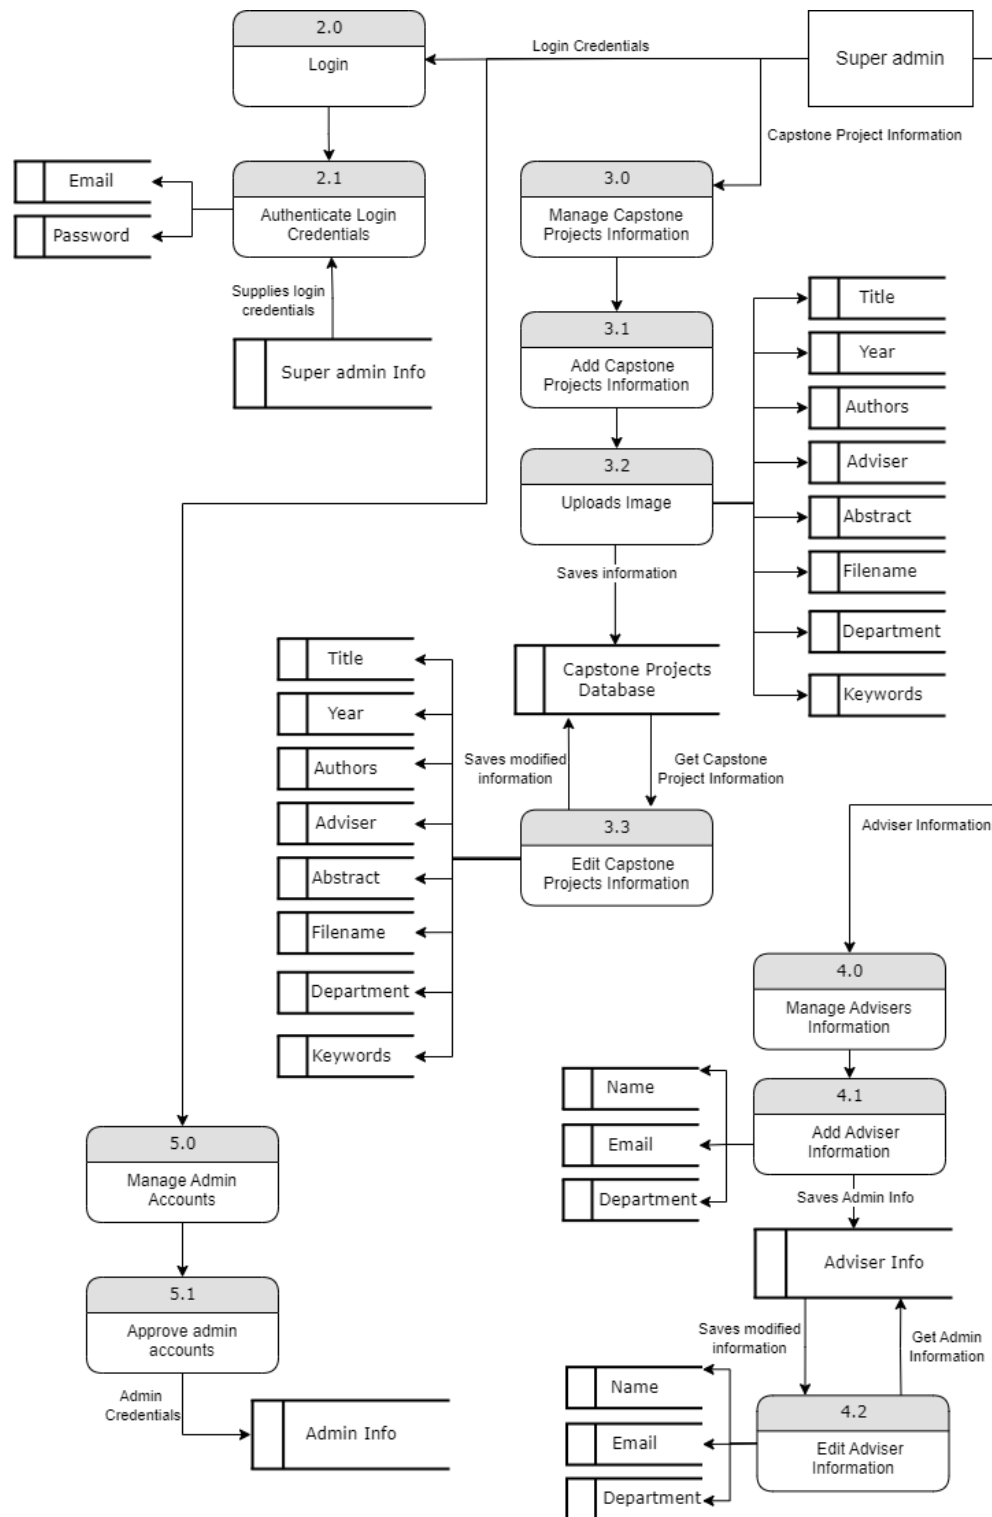 2.0
Login
Login Credentials
Super admin
Capstone Project Information
2.1
Authenticate Login
Credentials
Email
Password
Supplies login
credentials
Super admin Info
3.0
Manage Capstone
Projects Information
3.1
Add Capstone
Projects Information
3.2
Uploads Image
Title
Year
Authors
Adviser
Abstract
Filename
Department
Keywords
Saves information
Capstone Projects
Database
Saves modified
information
Get Capstone
Project Information
3.3
Edit Capstone
Projects Information
Title
Year
Authors
Adviser
Abstract
Filename
Department
Keywords
Adviser Information
4.0
Manage Advisers
Information
4.1
Add Adviser
Information
Name
Email
Department
Saves Admin Info
Adviser Info
Saves modified
information
Get Admin
Information
4.2
Edit Adviser
Information
Name
Email
Department
5.0
Manage Admin
Accounts
5.1
Approve admin
accounts
Admin
Credentials
Admin Info